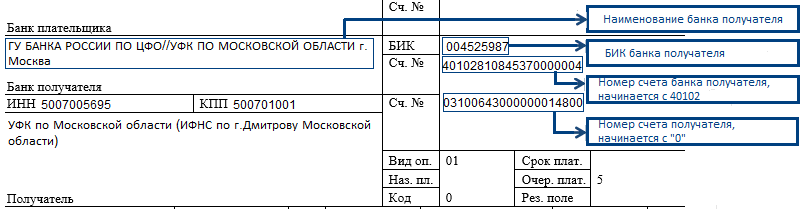 Сч. №
Банк плательщика
Наименование банка получателя
ГУ БАНКА РОССИИ ПО ЦФО//УФК ПО МОСКОВСКОЙ ОБЛАСТИ г.
Москва
БИК 004525987
БИК банка получателя
Сч. № 40102810845370000004
Банк получателя
Номер счета банка получателя,
начинается с 40102
ИНН 5007005695 КПП 500701001 Сч. № 03100643000000014800
УФК по Московской области (ИФНС по г.Дмитрову Московской
области)
Номер счета получателя,
начинается с "0"
Вид оп. 01 Срок плат.
Наз. пл. Очер. плат. 5
Получатель Код 0 Рез. поле